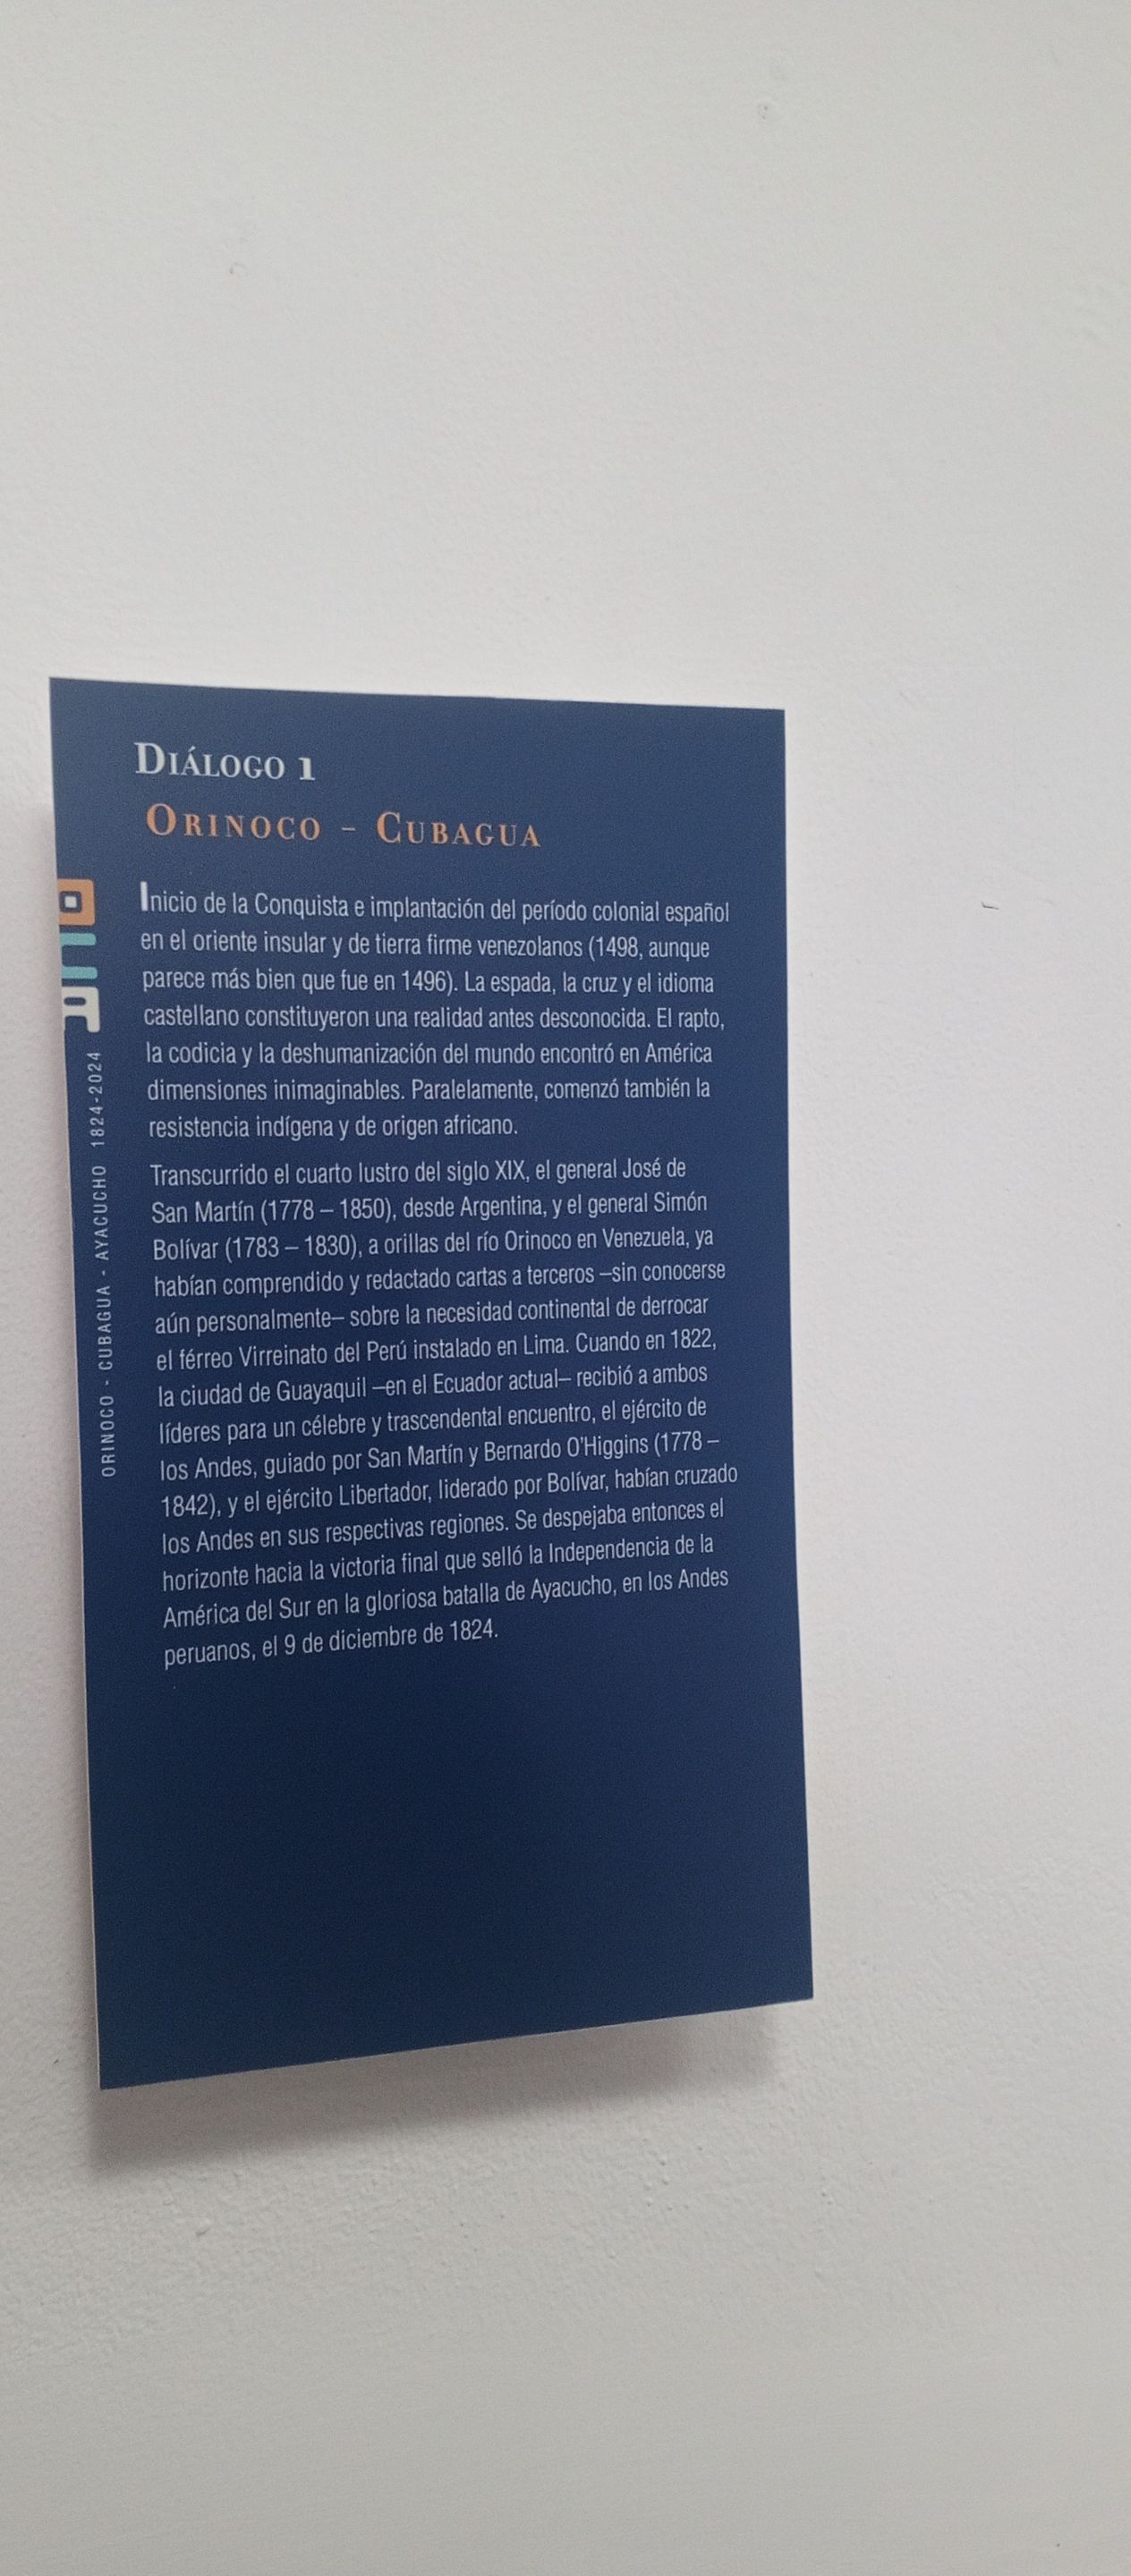 DIÁLOGO 1
ORINOCO – CUBAGUA
Inicio de la Conquista e implantación del período colonial español
en el oriente insular y de tierra firme venezolanos (1498, aunque
parece más bien que fue en 1496). La espada, la cruz y el idioma
castellano constituyeron una realidad antes desconocida. El rapto,
la codicia y la deshumanización del mundo encontró en América
dimensiones inimaginables. Paralelamente, comenzó también la
resistencia indígena y de origen africano.
Transcurrido el cuarto lustro del siglo XIX, el general José de
San Martín (1778 – 1850), desde Argentina, y el general Simón
Bolívar (1783 – 1830), a orillas del río Orinoco en Venezuela, ya
habían comprendido y redactado cartas a terceros –sin conocerse
aún personalmente– sobre la necesidad continental de derrocar
el férreo Virreinato del Perú instalado en Lima. Cuando en 1822,
la ciudad de Guayaquil –en el Ecuador actual– recibió a ambos
líderes para un célebre y trascendental encuentro, el ejército de
los Andes, guiado por San Martín y Bernardo O'Higgins (1778 –
1842), y el ejército Libertador, liderado por Bolívar, habían cruzado
los Andes en sus respectivas regiones. Se despejaba entonces el
horizonte hacia la victoria final que selló la Independencia de la
América del Sur en la gloriosa batalla de Ayacucho, en los Andes
peruanos, el 9 de diciembre de 1824.
ORINOCO - CUBAGUA - AYACUCHO 1824-2024